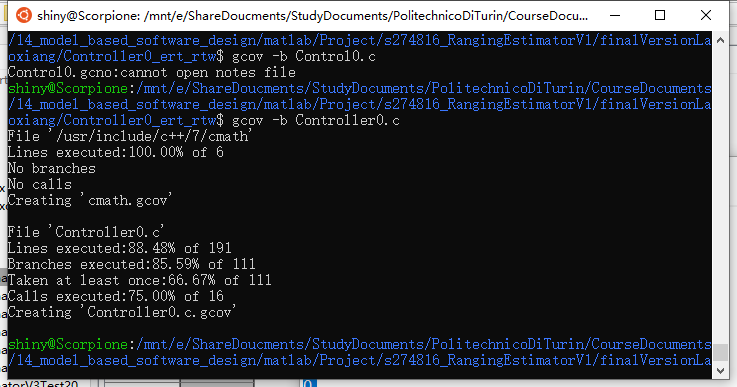 shiny@Scorpione: /mnt/e/ShareDoucments/StudyDocuments/PolitechnicoDiTurin/CourseDocu...
/14_model_based_software_design/matlab/Project/s274816_RangingEstimatorV1/finalVersionLa
oxiang/Controller0_ert_rtw$ gcov -b Control0.c
Control0.gcno:cannot open notes file
shiny@Scorpione:/mnt/e/ShareDoucments/StudyDocuments/PolitechnicoDiTurin/CourseDocuments
/14_model_based_software_design/matlab/Project/s274816_RangingEstimatorV1/finalVersionLa
oxiang/Controller0_ert_rtw$ gcov -b Controller0.c
File '/usr/include/c++/7/cmath'
Lines executed:100.00% of 6
No branches
No calls
Creating 'cmath.gcov'
File 'Controller0.c'
Lines executed:88.48% of 191
Branches executed:85.59% of 111
Taken at least once:66.67% of 111
Calls executed:75.00% of 16
Creating 'Controller0.c.gcov'
shiny@Scorpione:/mnt/e/ShareDoucments/StudyDocuments/PolitechnicoDiTurin/CourseDocuments
/14_model_based_software_design/matlab/Project/s274816_RangingEstimatorV1/finalVersionLa
natorV3Test20